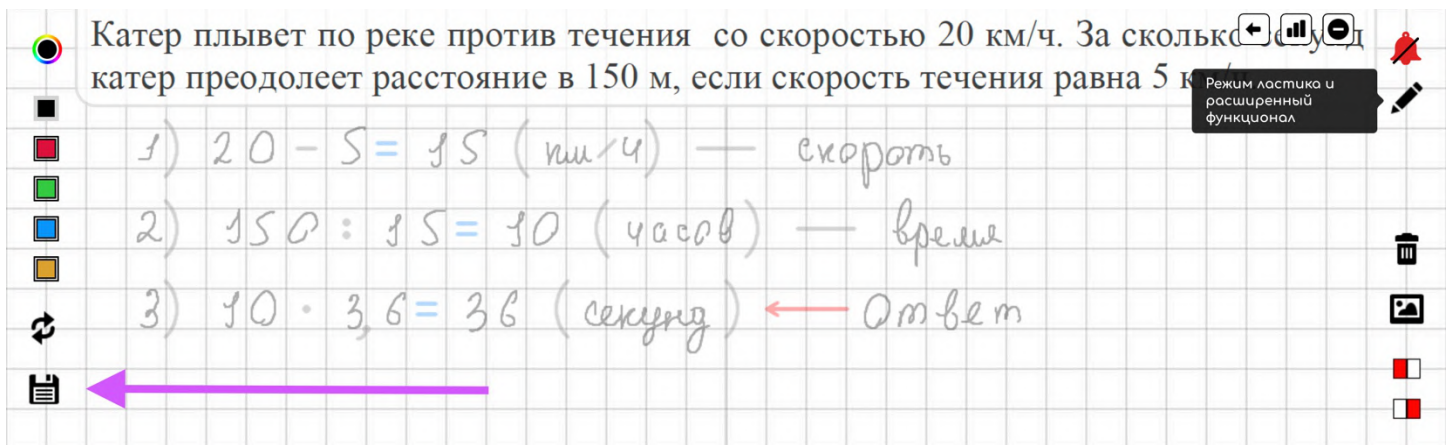 Катер плывет по реке против течения со скоростью 20 км/ч. За
катер преодолеет расстояние в 150 м, если скорость течения равна 5
Режим ластика и
расширенный
функционал
1) 20 - 5 = 15 (км/ч) — скороть
2) 150 : 15 = 10 (часов) — время
3) 10 · 3,6 = 36 (секунд) ← Ответ